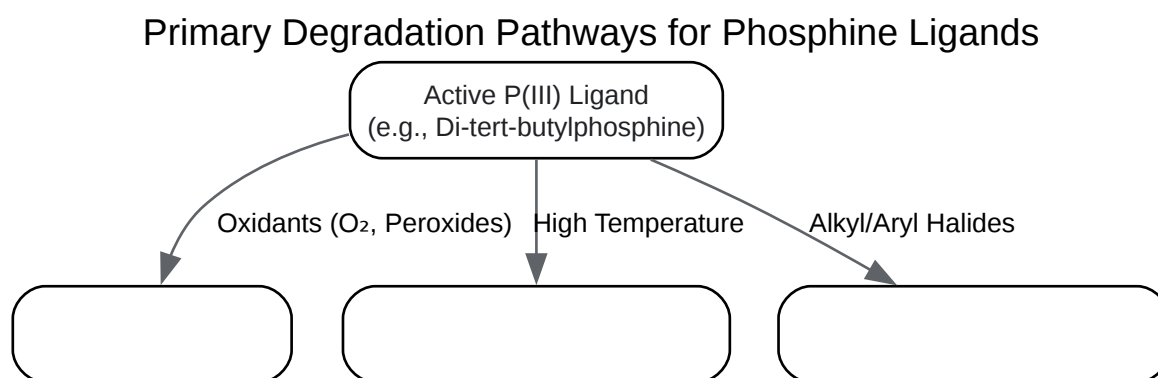 Primary Degradation Pathways for Phosphine Ligands
Active P(III) Ligand
(e.g., Di-tert-butylphosphine)
Oxidants (O₂, Peroxides)
High Temperature
Alkyl/Aryl Halides